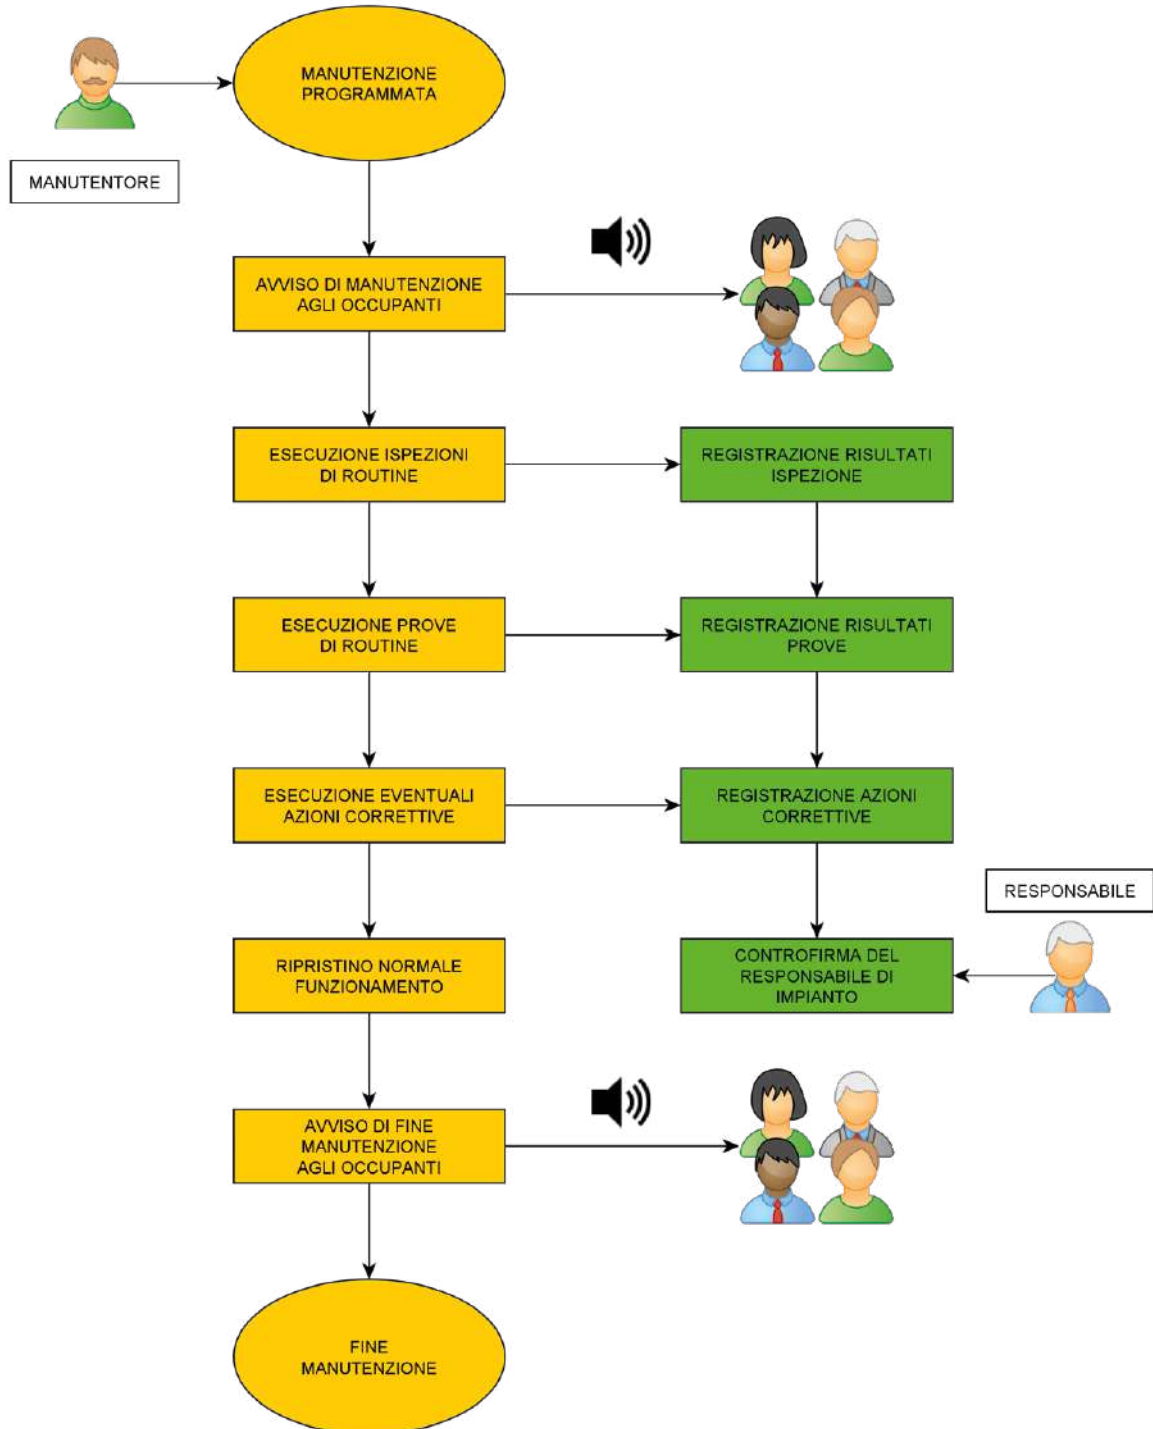 MANUTENZIONE
PROGRAMMATA
MANUTENTORE
AVVISO DI MANUTENZIONE
AGLI OCCUPANTI
ESECUZIONE ISPEZIONI
DI ROUTINE
REGISTRAZIONE RISULTATI
ISPEZIONE
ESECUZIONE PROVE
DI ROUTINE
REGISTRAZIONE RISULTATI
PROVE
ESECUZIONE EVENTUALI
AZIONI CORRETTIVE
REGISTRAZIONE AZIONI
CORRETTIVE
RESPONSABILE
RIPRISTINO NORMALE
FUNZIONAMENTO
CONTROFIRMA DEL
RESPONSABILE DI
IMPIANTO
AVVISO DI FINE
MANUTENZIONE
AGLI OCCUPANTI
FINE
MANUTENZIONE